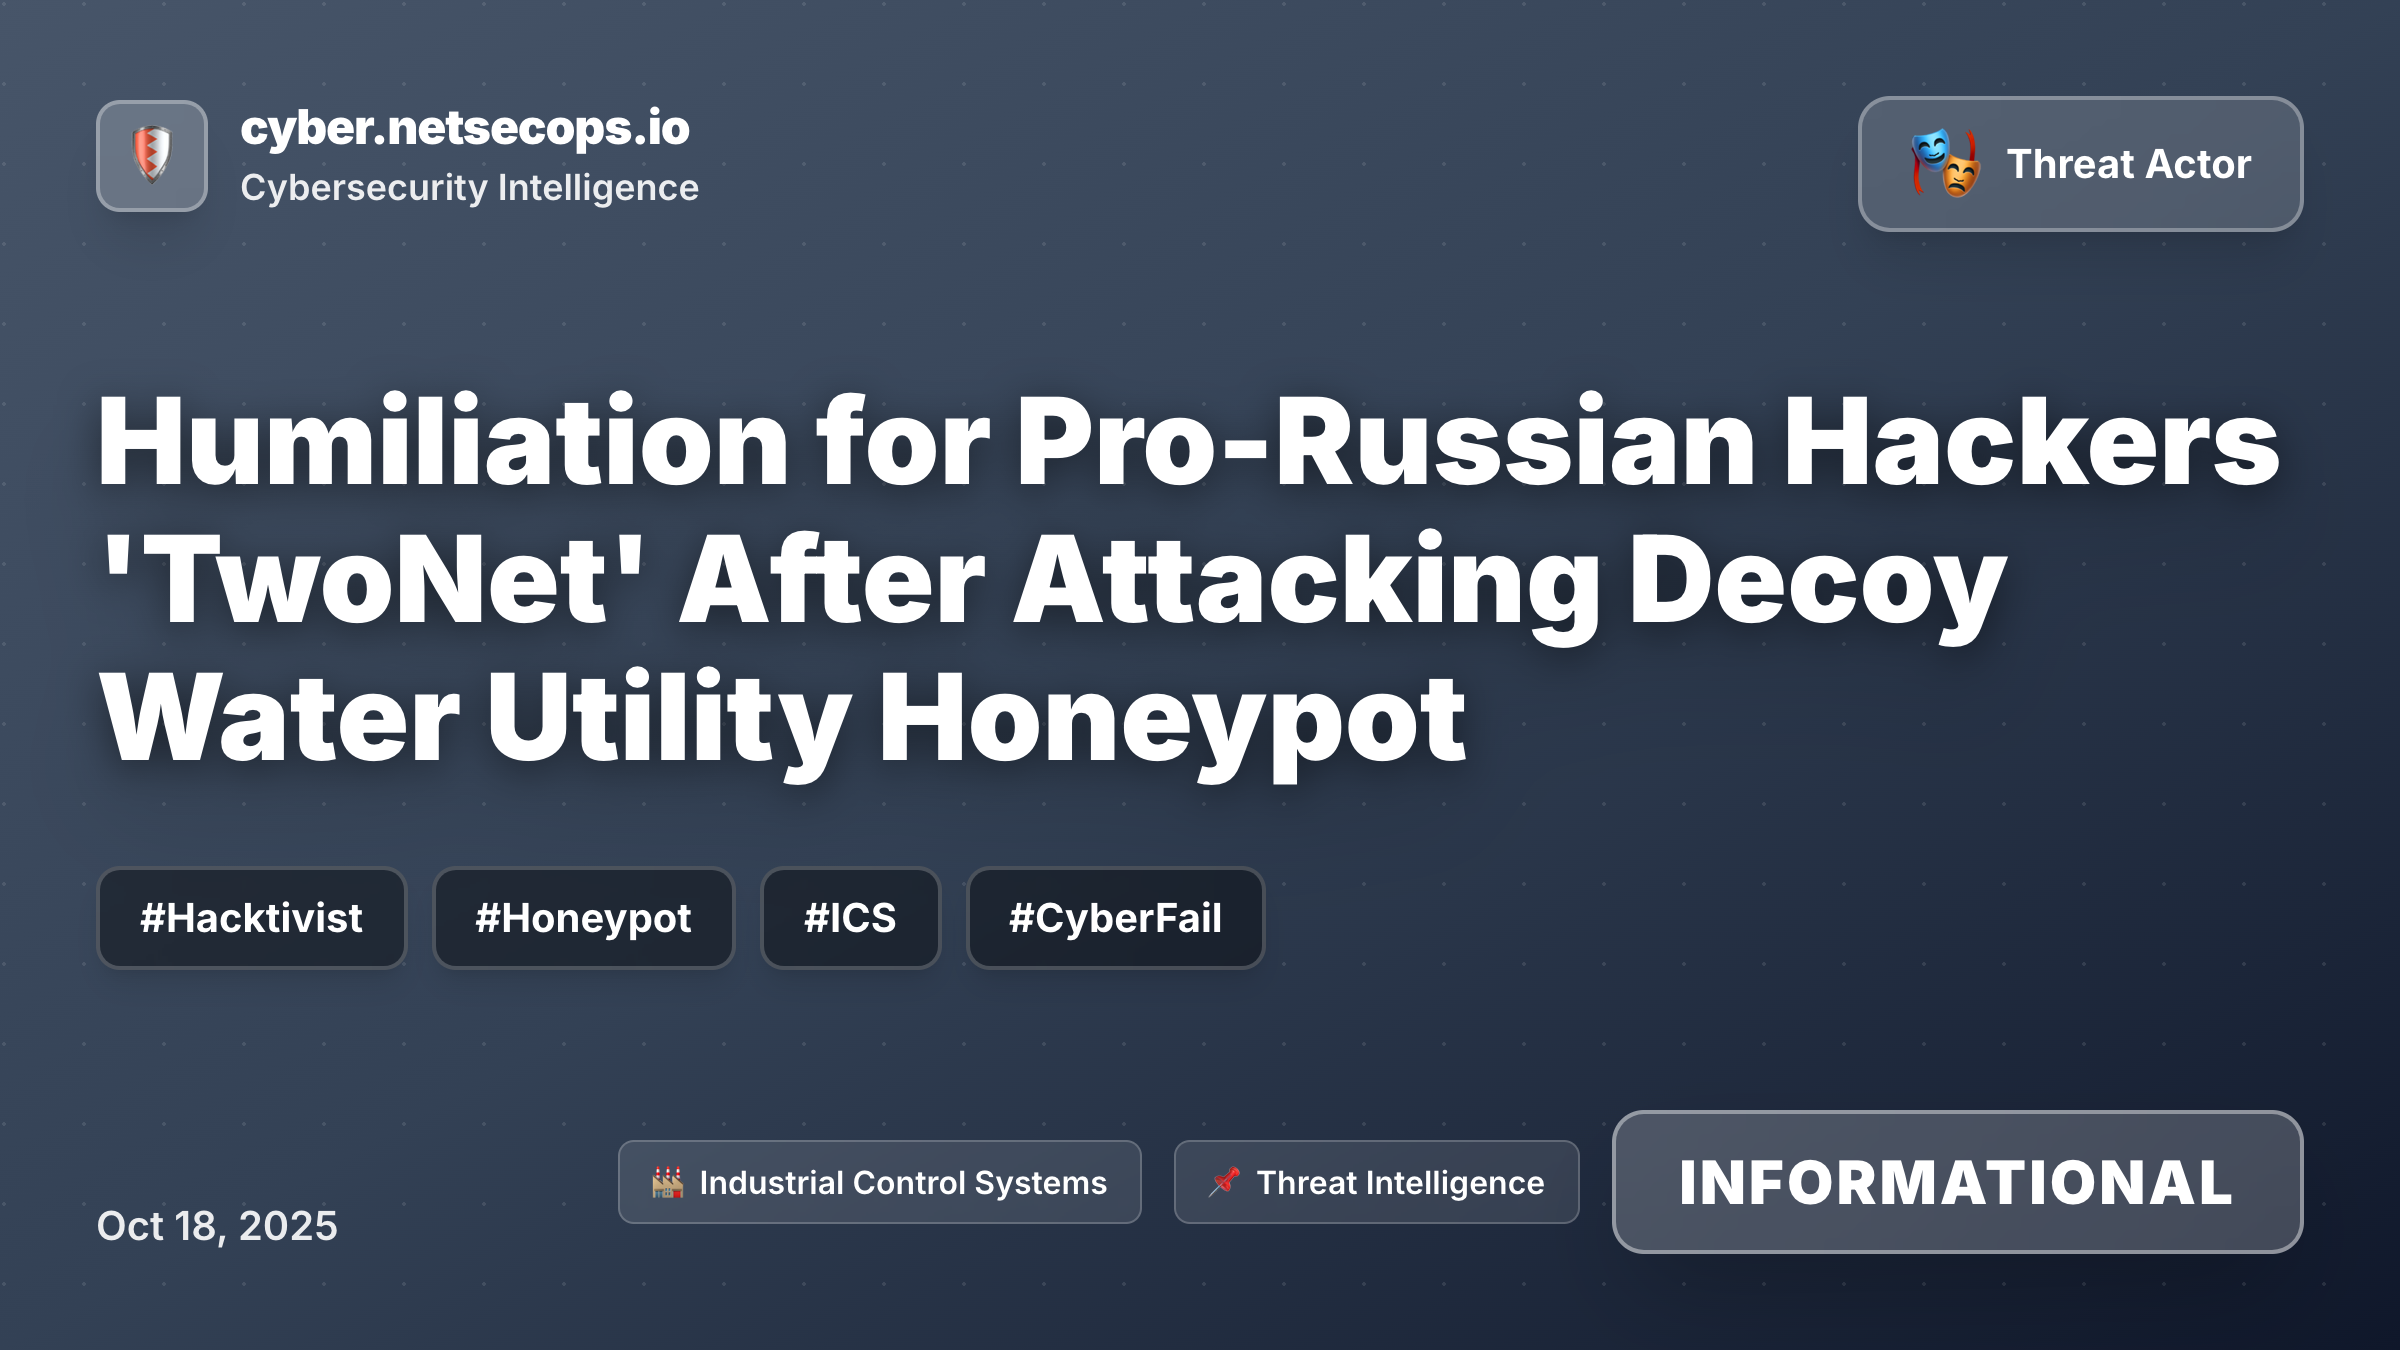 cyber.netsecops.io
Cybersecurity Intelligence
Threat Actor
Humiliation for Pro-Russian Hackers
'TwoNet' After Attacking Decoy
Water Utility Honeypot
#Hacktivist
#Honeypot
#ICS
#CyberFail
Oct 18, 2025
Industrial Control Systems
Threat Intelligence
INFORMATIONAL